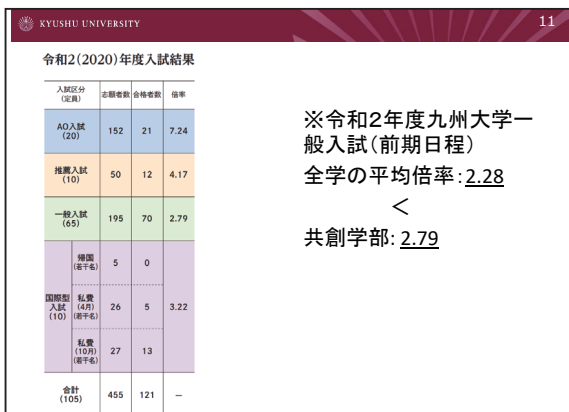 KYUSHU UNIVERSITY
11
令和2(2020)年度入試結果
入試区分
(定員) 志願者数 合格者数 倍率
AO入試
(20) 152 21 7.24
推薦入試
(10) 50 12 4.17
一般入試
(65) 195 70 2.79
国際型
入試
(10)
帰国
(若干名) 5 0
私費
(4月)
(若干名) 26 5 3.22
私費
(10月)
(若干名) 27 13
合計
(105) 455 121 −
※令和2年度九州大学一
般入試(前期日程)
全学の平均倍率:2.28
<
共創学部: 2.79